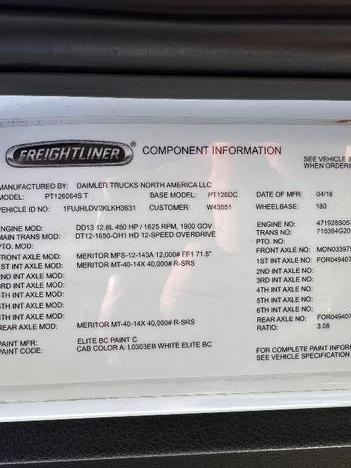 FREIGHTLINER® COMPONENT INFORMATION
SEE VEHICLE
WHEN ORDERI
MANUFACTURED BY: DAIMLER TRUCKS NORTH AMERICA LLC
MODEL: PT126064S T BASE MODEL: PT126DC DATE OF MFR: 04/18
VEHICLE ID NO: 1FUJHLDV2KLKH3631 CUSTOMER: W43551 WHEELBASE: 180
ENGINE MOD: DD13 12.8L 450 HP / 1625 RPM, 1900 GOV ENGINE NO: 471928S05
MAIN TRANS MOD: DT12-1650-OH1 HD 12-SPEED OVERDRIVE TRANS NO: 715384G20
PTO MOD: PTO. NO:
FRONT AXLE MOD: MERITOR MFS-12-143A 12,000# FF1 71.5" FRONT AXLE NO: MON033975
1ST INT AXLE MOD: MERITOR MT-40-14X 40,000# R-SRS 1ST INT AXLE NO: FOR049407
2ND INT AXLE MOD: 2ND INT AXLE NO:
3RD INT AXLE MOD: 3RD INT AXLE NO:
4TH INT AXLE MOD: 4TH INT AXLE NO:
5TH INT AXLE MOD: 5TH INT AXLE NO:
6TH INT AXLE MOD: 6TH INT AXLE NO:
REAR AXLE MOD: MERITOR MT-40-14X 40,000# R-SRS REAR AXLE NO: FOR049407
RATIO: 3.08
PAINT MFR: ELITE BC PAINT C
PAINT CODE: CAB COLOR A: L0303EB WHITE ELITE BC
FOR COMPLETE PAINT INFOR
SEE VEHICLE SPECIFICATION